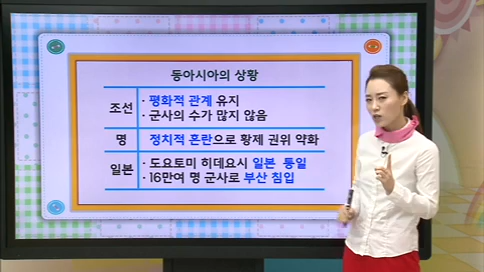 동아시아의 상황
조선
· 평화적 관계 유지
· 군사의 수가 많지 않음
명
정치적 혼란으로 황제 권위 약화
일본
· 도요토미 히데요시 일본 통일
· 16만여 명 군사로 부산 침입